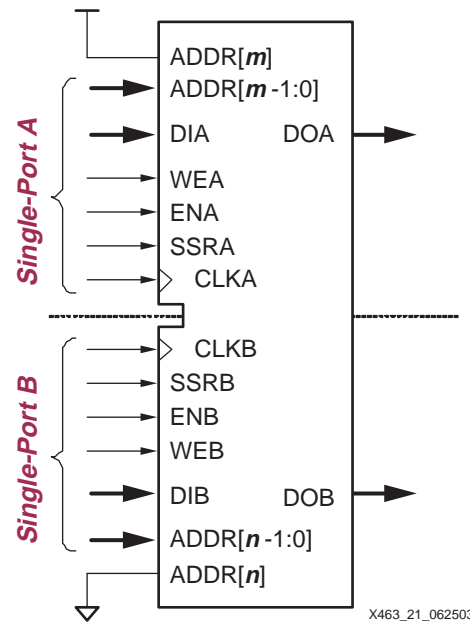 ADDR[m]
ADDR[m-1:0]
DIA DOA
WEA
ENA
SSRA
CLKA
Single-Port A
CLKB
SSRB
ENB
WEB
DIB DOB
ADDR[n-1:0]
ADDR[n]
Single-Port B
X463_21_062503